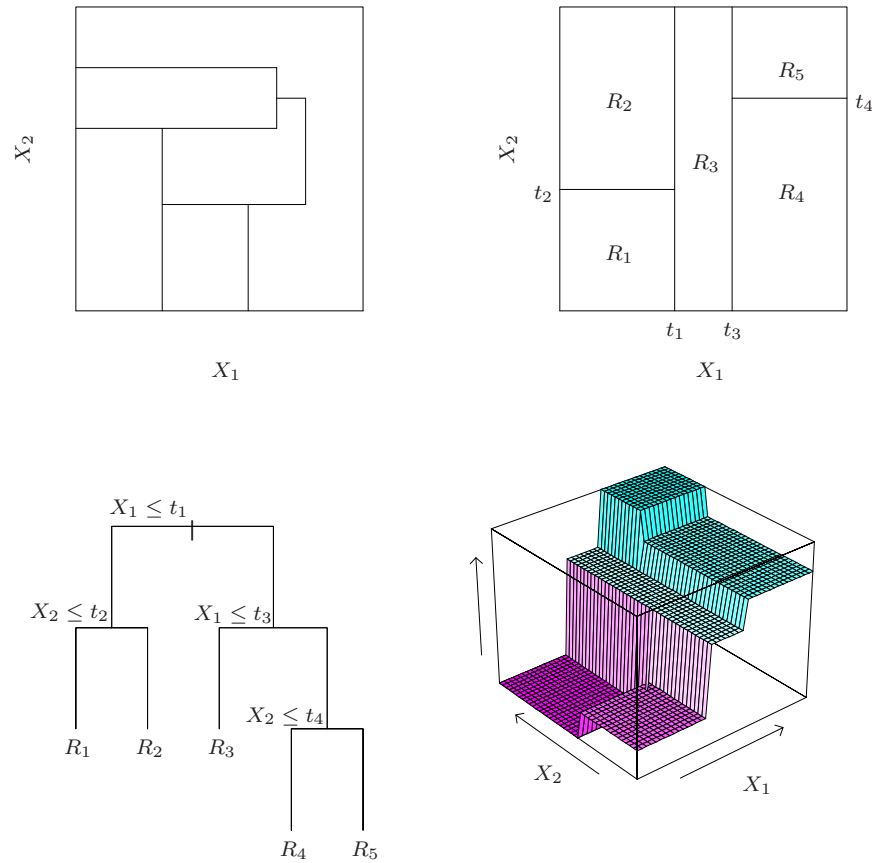 X₂
X₁
R₅
R₂
t₄
X₂
R₃
t₂
R₄
R₁
t₁
t₃
X₁
X₁ ≤ t₁
X₂ ≤ t₂
X₁ ≤ t₃
X₂ ≤ t₄
R₁
R₂
R₃
R₄
R₅
X₂
X₁